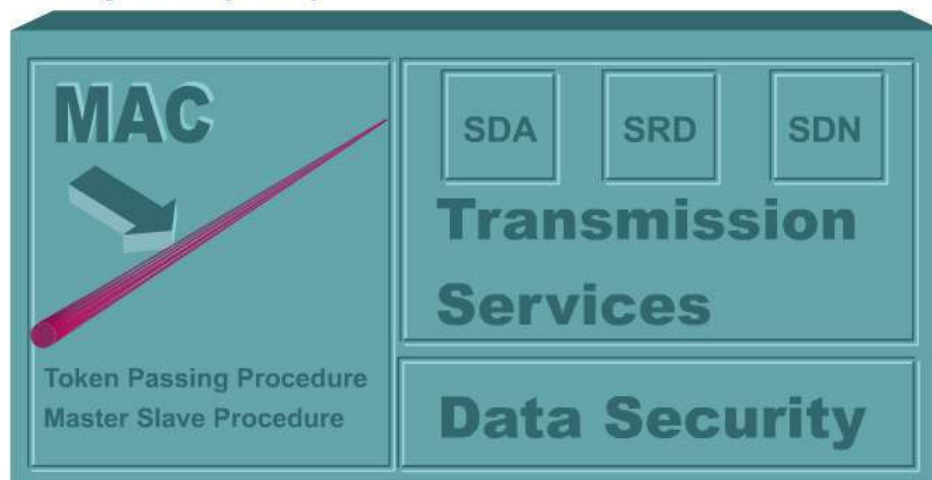 MAC
Token Passing Procedure
Master Slave Procedure
SDA SRD SDN
Transmission
Services
Data Security